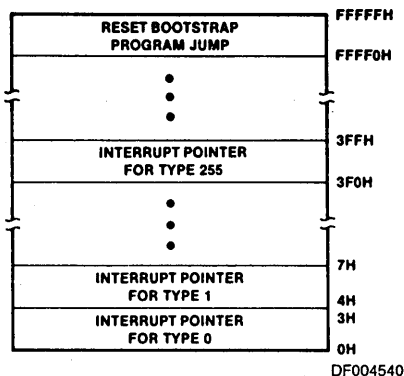 FFFFFH
RESET BOOTSTRAP
PROGRAM JUMP
FFFF0H
3FFH
INTERRUPT POINTER
FOR TYPE 255
3F0H
7H
INTERRUPT POINTER
FOR TYPE 1
4H
3H
INTERRUPT POINTER
FOR TYPE 0
0H
DF004540